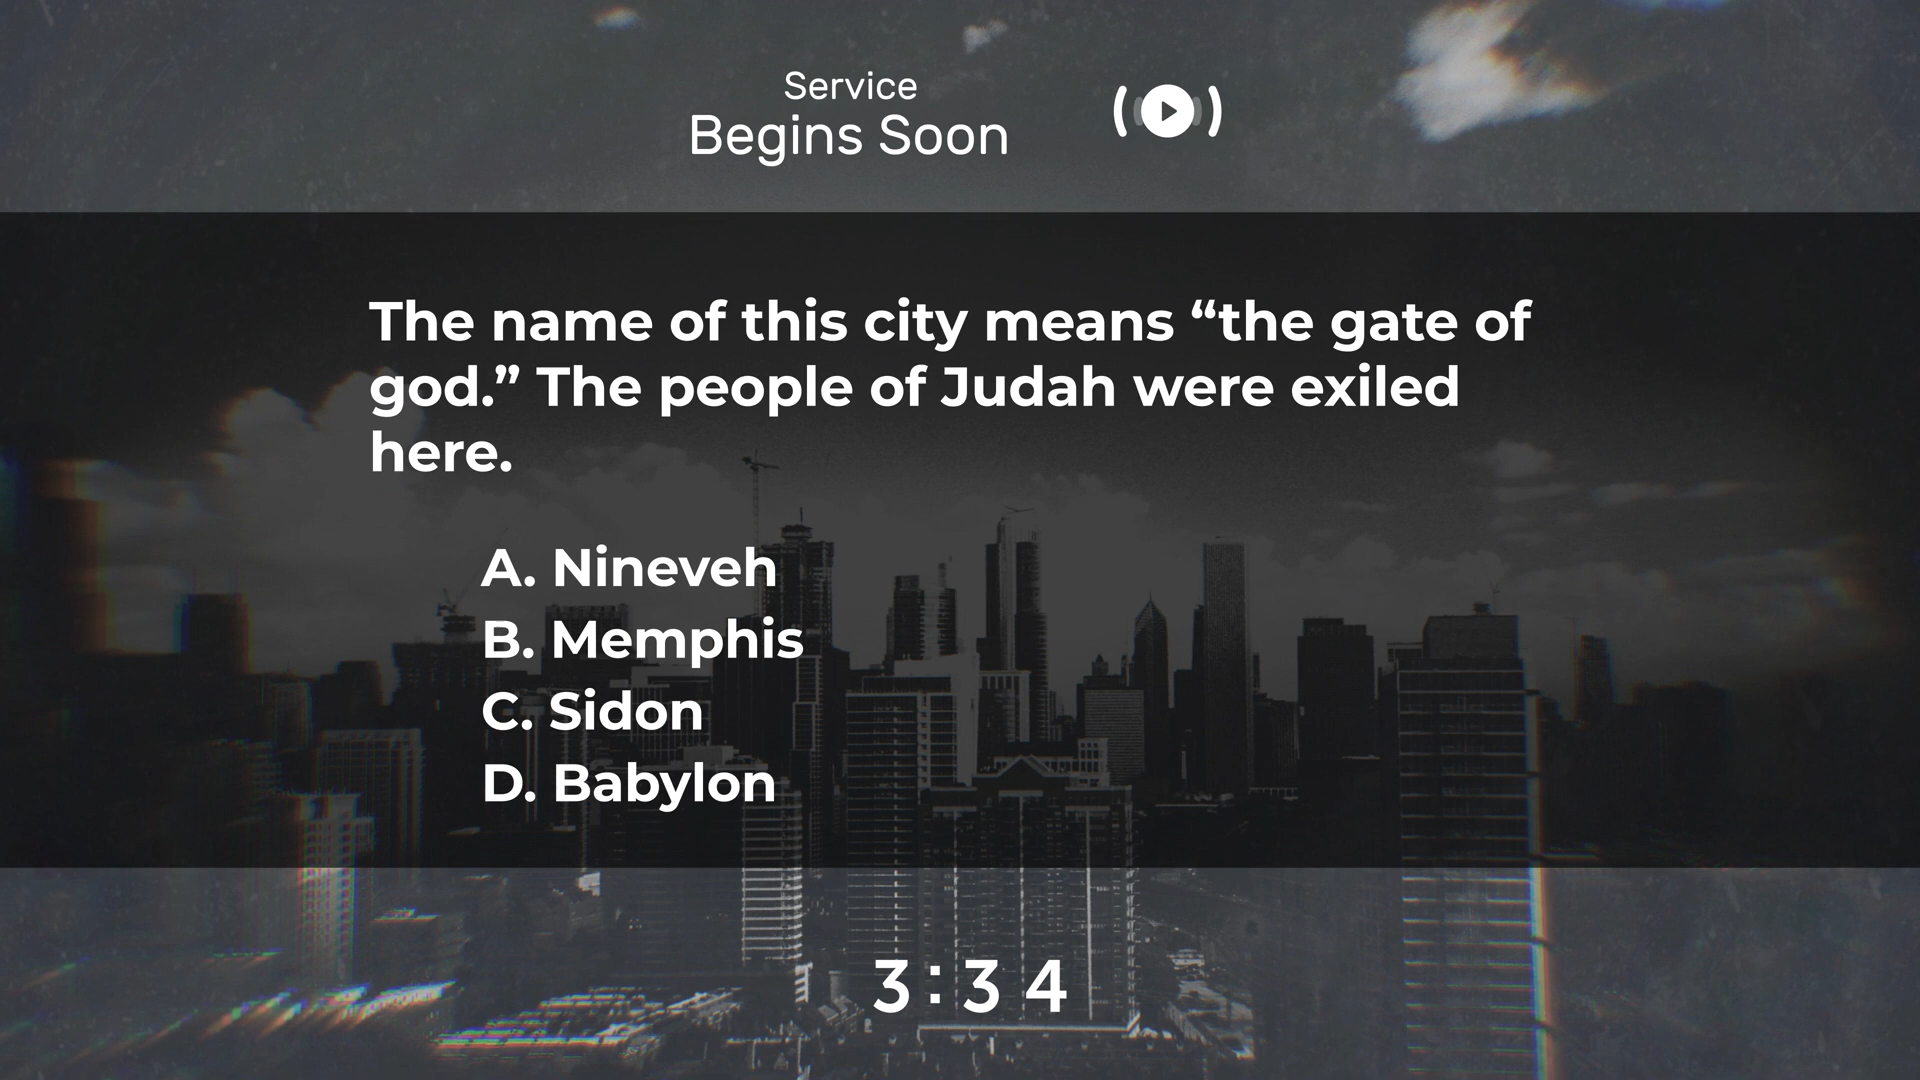 Service
Begins Soon
The name of this city means “the gate of
god.” The people of Judah were exiled
here.
A. Nineveh
B. Memphis
C. Sidon
D. Babylon
3:34